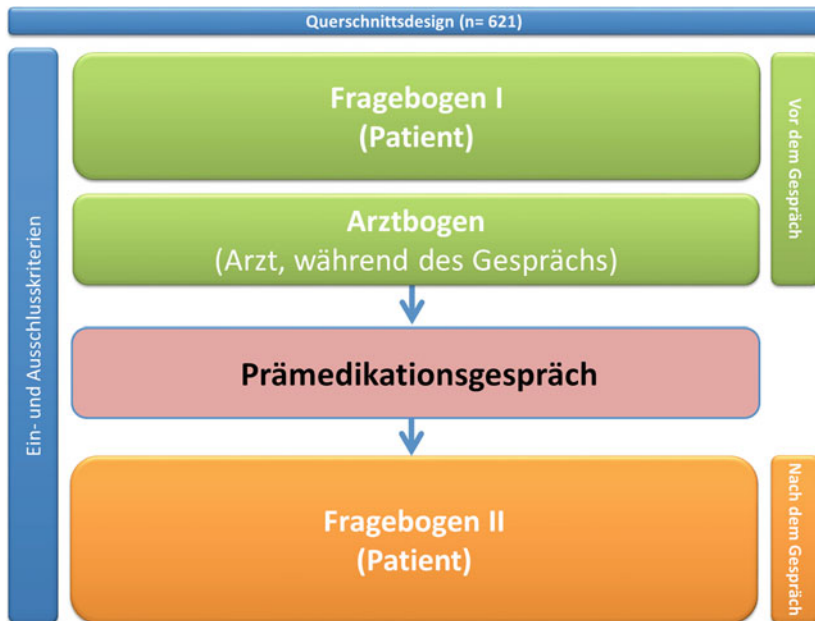 Querschnittsdesign (n= 621)
Ein- und Ausschlusskriterien
Fragebogen I
(Patient)
Vor dem Gespräch
Arztbogen
(Arzt, während des Gesprächs)
Prämedikationsgespräch
Fragebogen II
(Patient)
Nach dem Gespräch